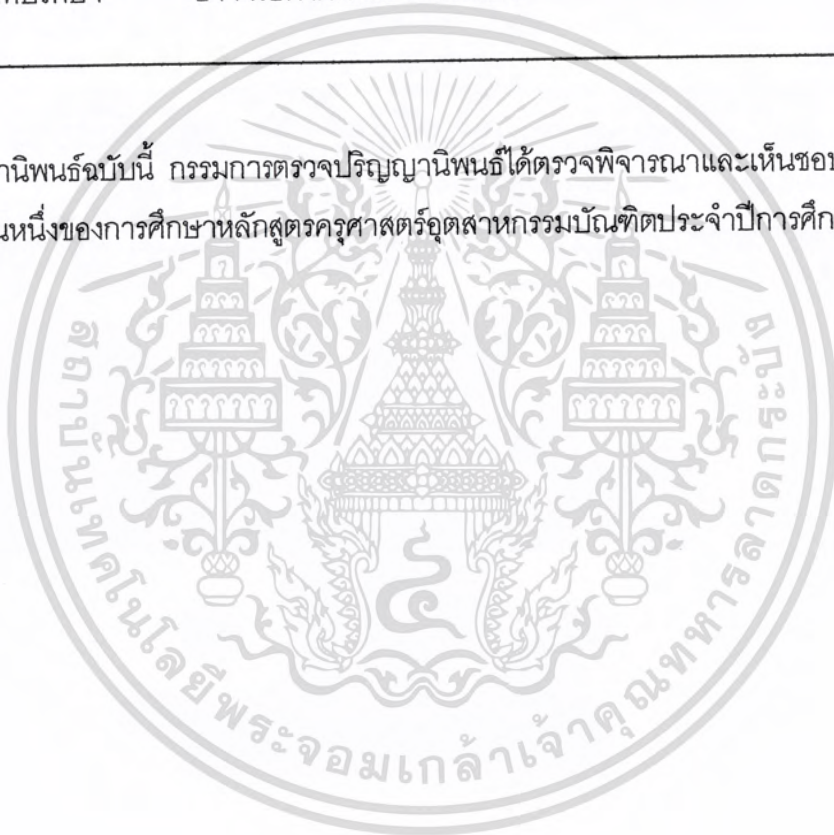 านิพนธ์ฉบับนี้ กรรมการตรวจปริญญานิพนธ์ได้ตรวจพิจารณาและเห็นชอบ
นหนึ่งของการศึกษาหลักสูตรครุศาสตร์อุตสาหกรรมบัณฑิตประจำปีการศึก
สถาบันเทคโนโลยีพระจอมเกล้าเจ้าคุณทหารลาดกระบัง